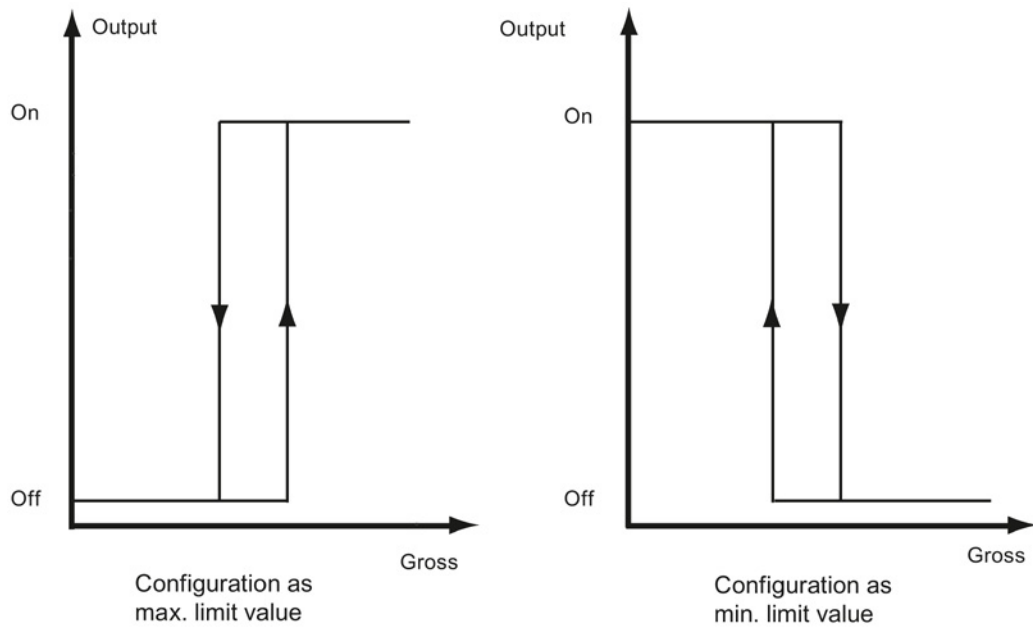 Output
On
Off
Gross
Configuration as
max. limit value
Output
On
Off
Gross
Configuration as
min. limit value